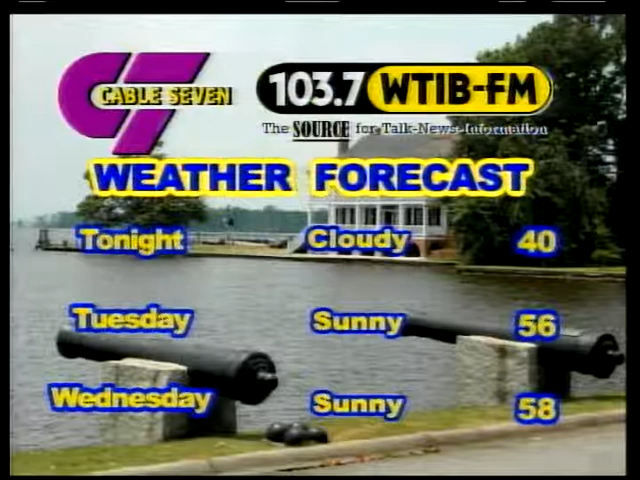 C7 CABLE SEVEN
103.7 WTIB-FM
The SOURCE for Talk-News-Information
WEATHER FORECAST
Tonight Cloudy 40
Tuesday Sunny 56
Wednesday Sunny 58